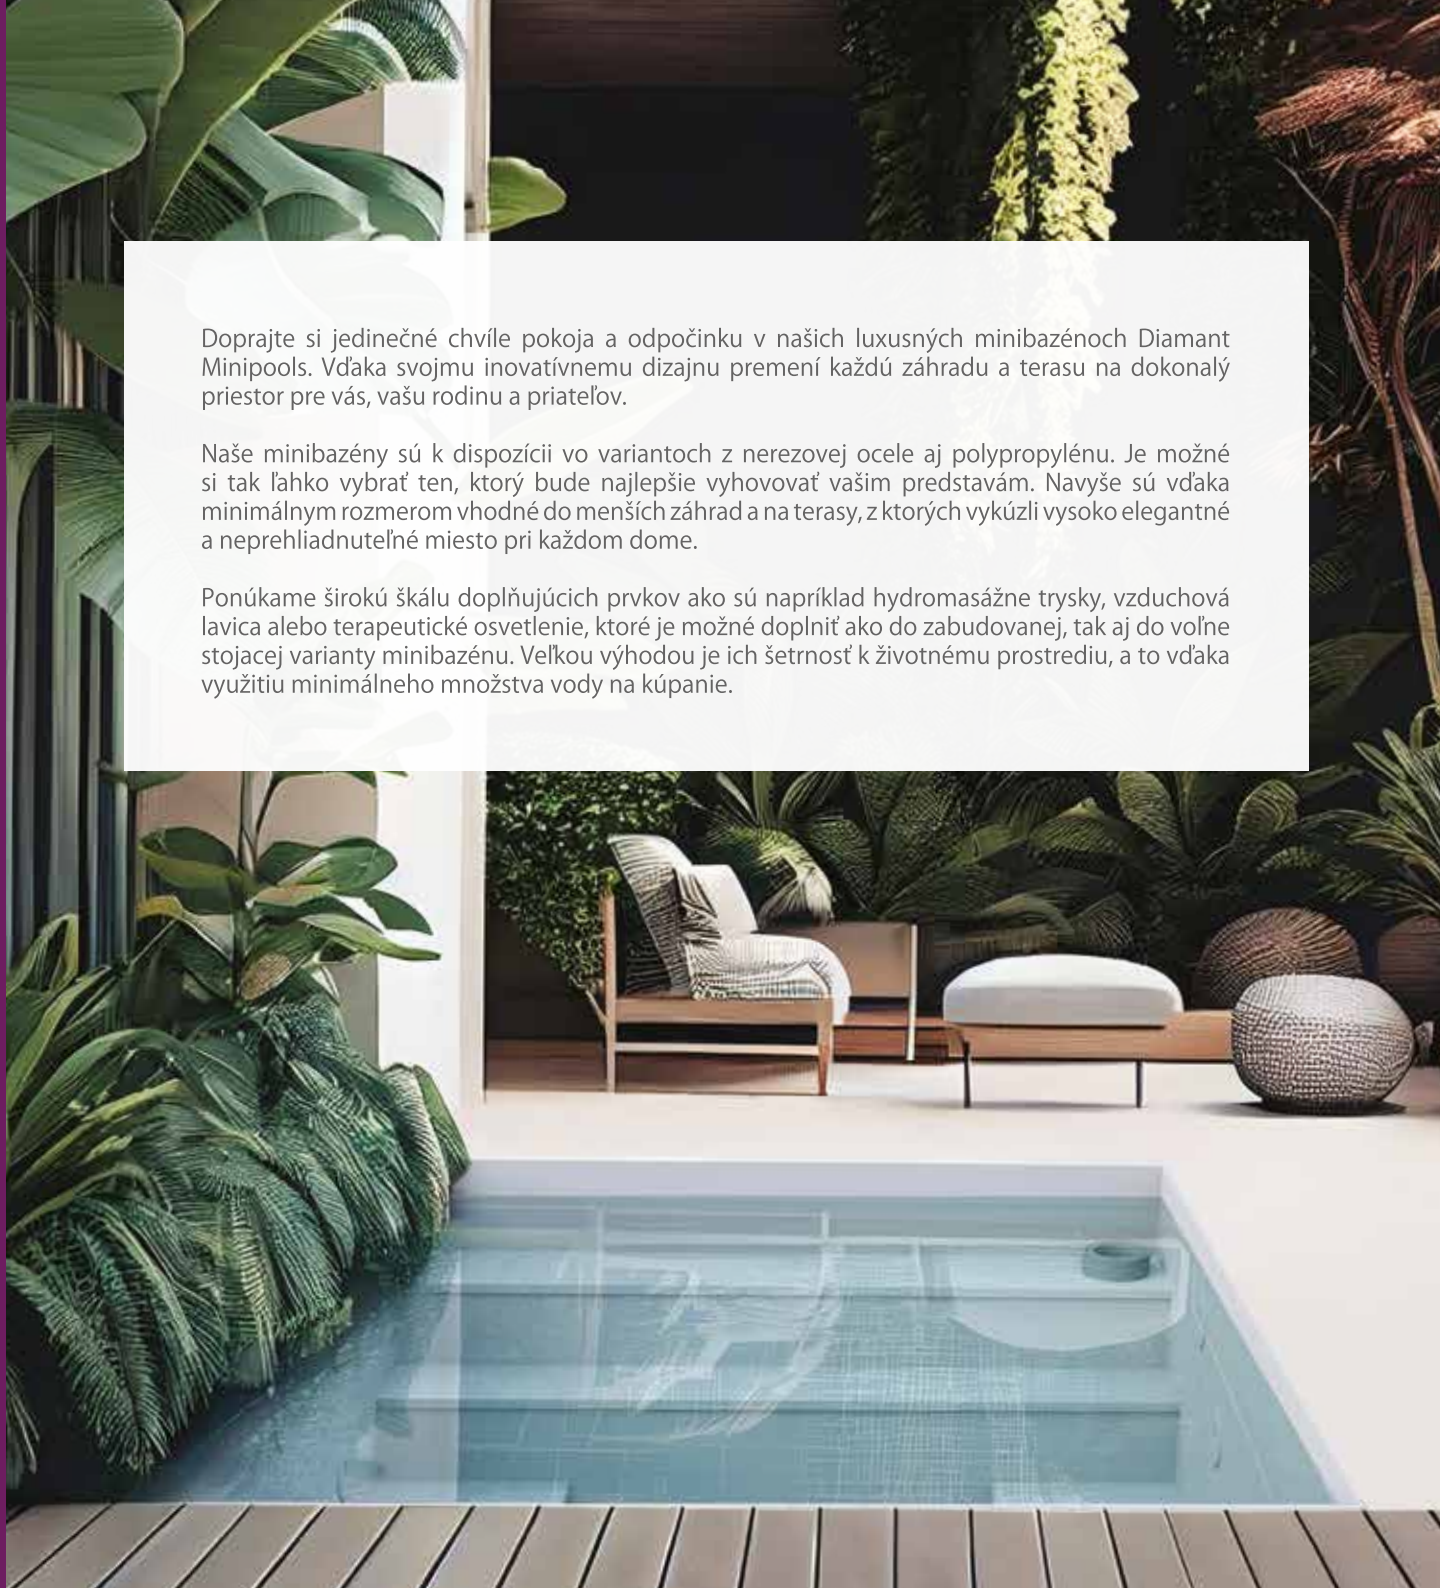 Doprajte si jedinečné chvíle pokoja a odpočinku v našich luxusných minibazénoch Diamant
Minipools. Vďaka svojmu inovatívnemu dizajnu premení každú záhradu a terasu na dokonalý
priestor pre vás, vašu rodinu a priateľov.
Naše minibazény sú k dispozícii vo variantoch z nerezovej ocele aj polypropylénu. Je možné
si tak ľahko vybrať ten, ktorý bude najlepšie vyhovovať vašim predstavám. Navyše sú vďaka
minimálnym rozmerom vhodné do menších záhrad a na terasy, z ktorých vykúzli vysoko elegantné
a neprehliadnuteľné miesto pri každom dome.
Ponúkame širokú škálu doplňujúcich prvkov ako sú napríklad hydromasážne trysky, vzduchová
lavica alebo terapeutické osvetlenie, ktoré je možné doplniť ako do zabudovanej, tak aj do voľne
stojacej varianty minibazénu. Veľkou výhodou je ich šetrnosť k životnému prostrediu, a to vďaka
využitiu minimálneho množstva vody na kúpanie.